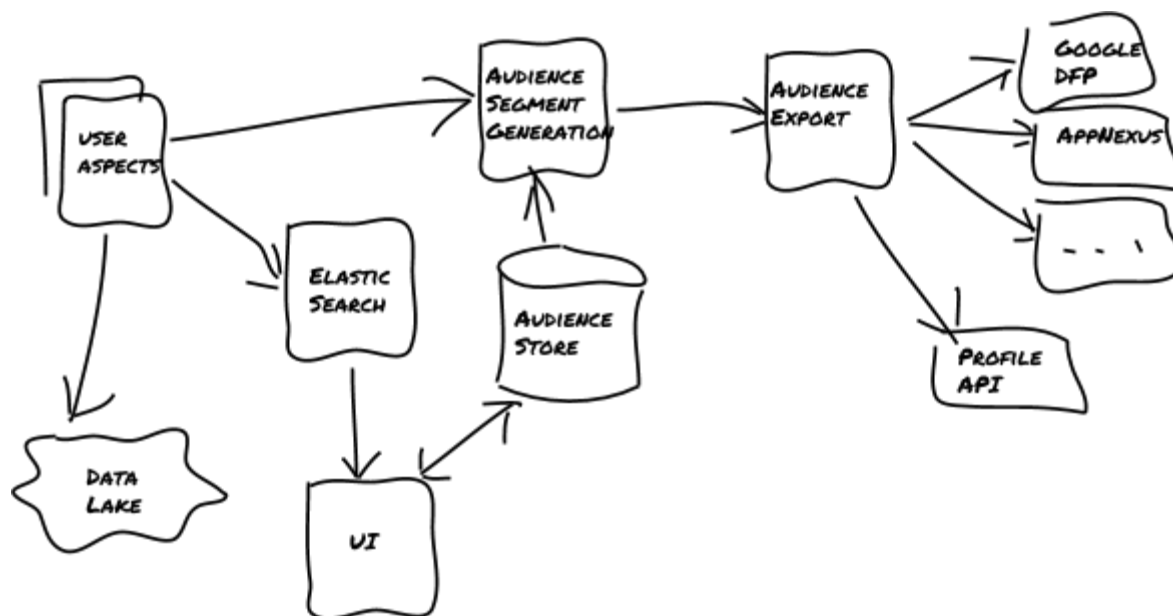 USER
ASPECTS
AUDIENCE
SEGMENT
GENERATION
AUDIENCE
EXPORT
GOOGLE
DFP
APPNEXUS
- - -
ELASTIC
SEARCH
AUDIENCE
STORE
PROFILE
API
DATA
LAKE
UI